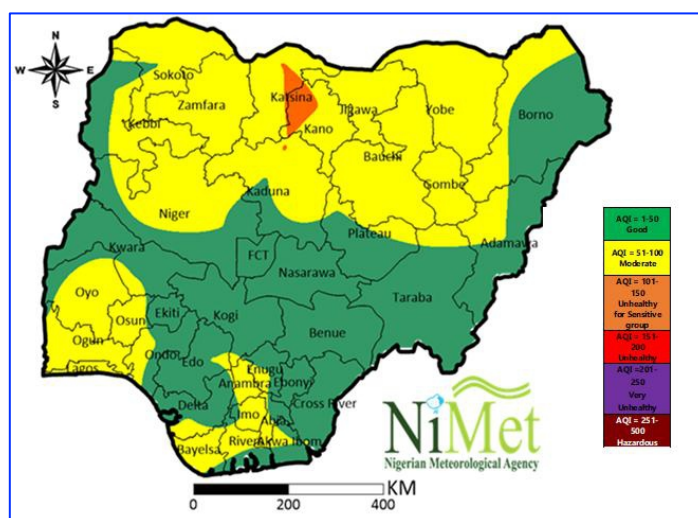 N
W E
S
Sokoto
Katsina
Zamfara
Jigawa
Yobe
Borno
Kebbi
Kano
Bauchi
Gombe
Kaduna
Niger
Plateau
Adamawa
Kwara
FCT
Nasarawa
Taraba
Oyo
Osun
Ekiti
Kogi
Benue
Ogun
Ondo
Edo
Lagos
Enugu
Anambra
Ebonyi
Delta
Imo
Abia
Cross River
Bayelsa
Rivers
Akwa Ibom
NiMet
Nigerian Meteorological Agency
0 200 400 KM
AQI = 1-50
Good
AQI = 51-100
Moderate
AQI = 101-
150
Unhealthy
for Sensitive
group
AQI = 151-
200
Unhealthy
AQI =201-
250
Very
Unhealthy
AQI = 251-
500
Hazardous